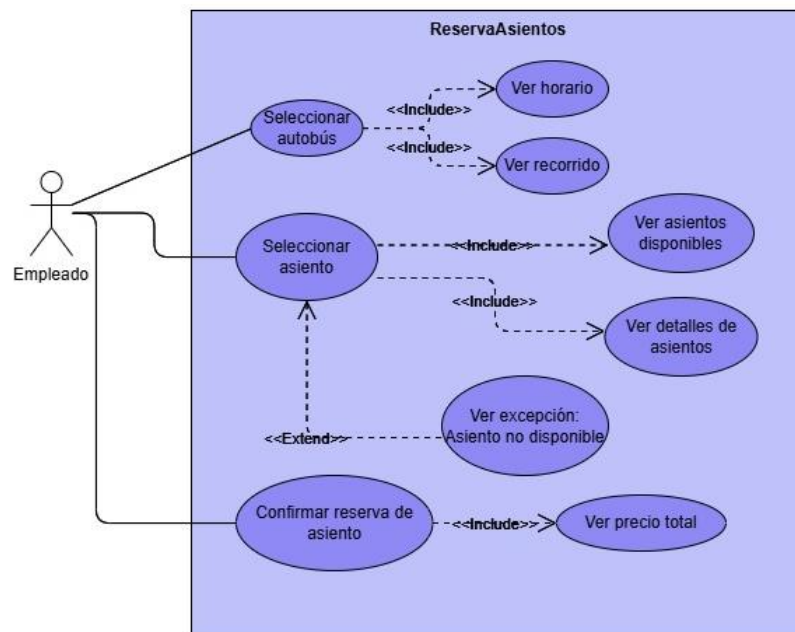 ReservaAsientos
Seleccionar
autobús
<<Include>>
Ver horario
<<Include>>
Ver recorrido
Empleado
Seleccionar
asiento
<<Include>>
Ver asientos
disponibles
<<Include>>
Ver detalles de
asientos
<<Extend>>
Ver excepción:
Asiento no disponible
Confirmar reserva de
asiento
<<Include>>
Ver precio total